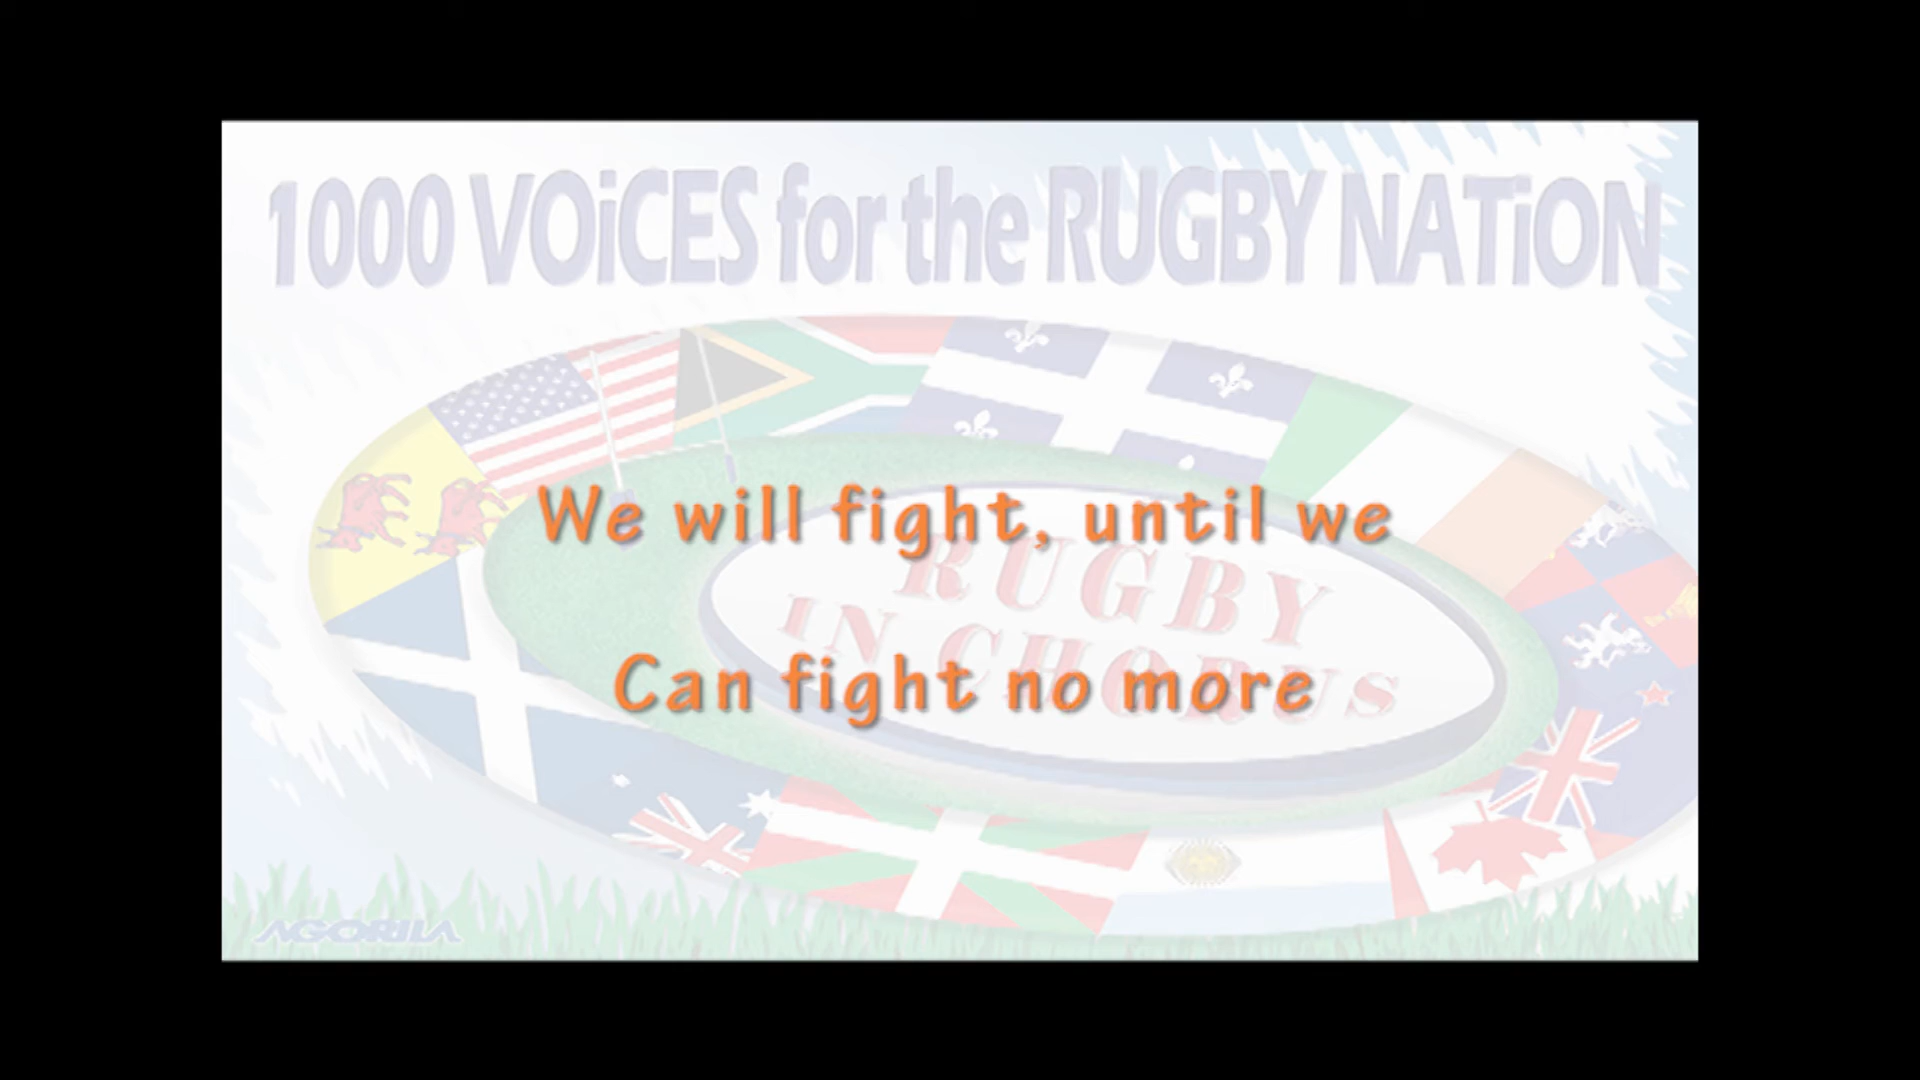 1000 VOiCES for the RUGBY NATiON
We will fight, until we
RUGBY
IN CHORUS
Can fight no more
AGORILA